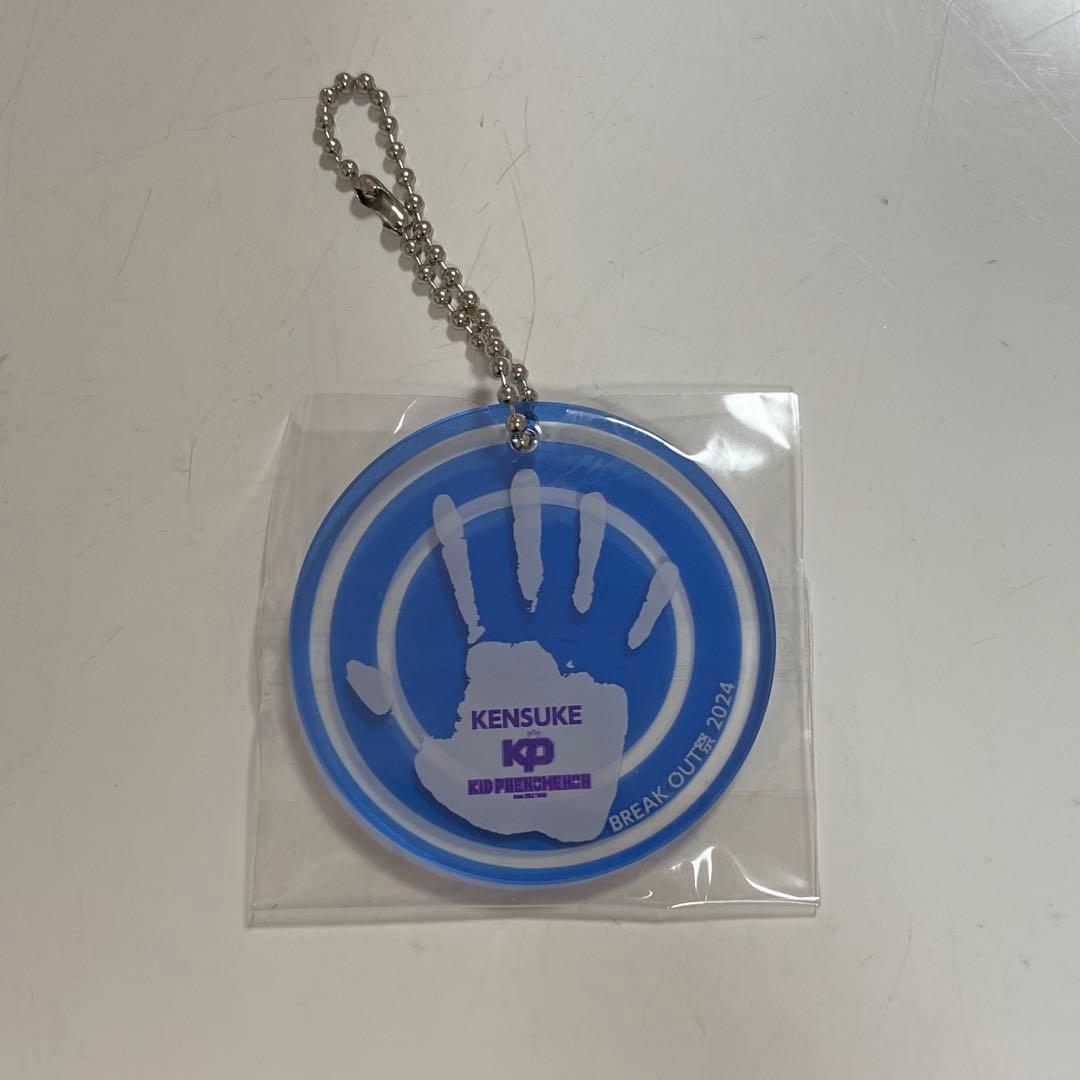 KENSUKE
KP
KID PHENOMENON
BREAK OUT祭 2024